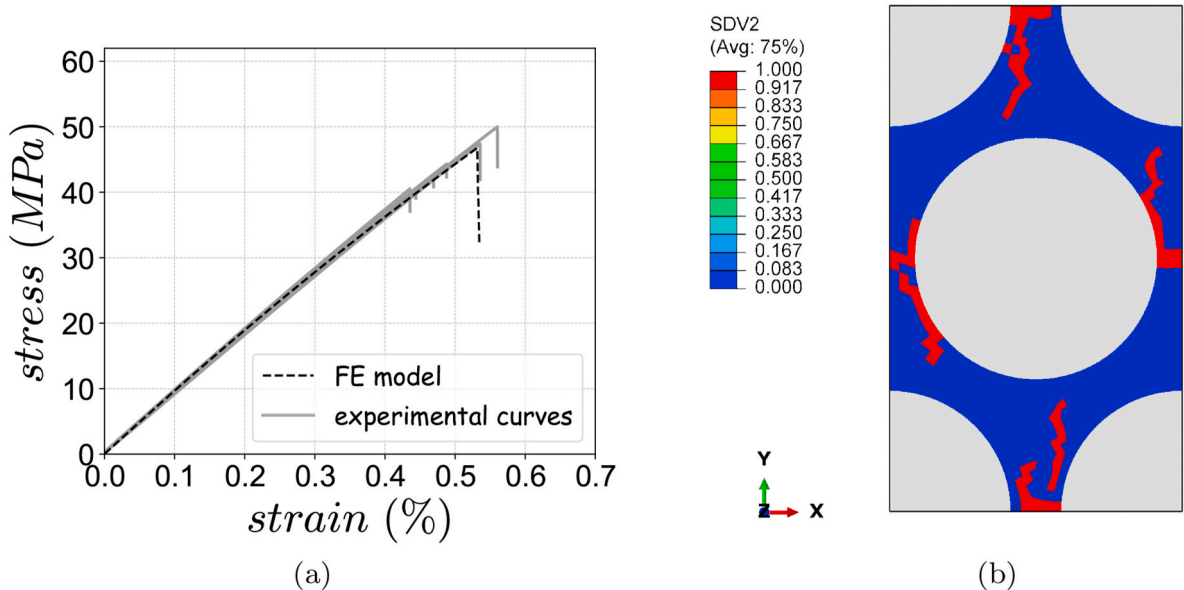 60
50
40
30
20
10
0
stress (MPa)
FE model
experimental curves
0.0 0.1 0.2 0.3 0.4 0.5 0.6 0.7
strain (%)
(a)
SDV2
(Avg: 75%)
1.000
0.917
0.833
0.750
0.667
0.583
0.500
0.417
0.333
0.250
0.167
0.083
0.000
Y
Z X
(b)